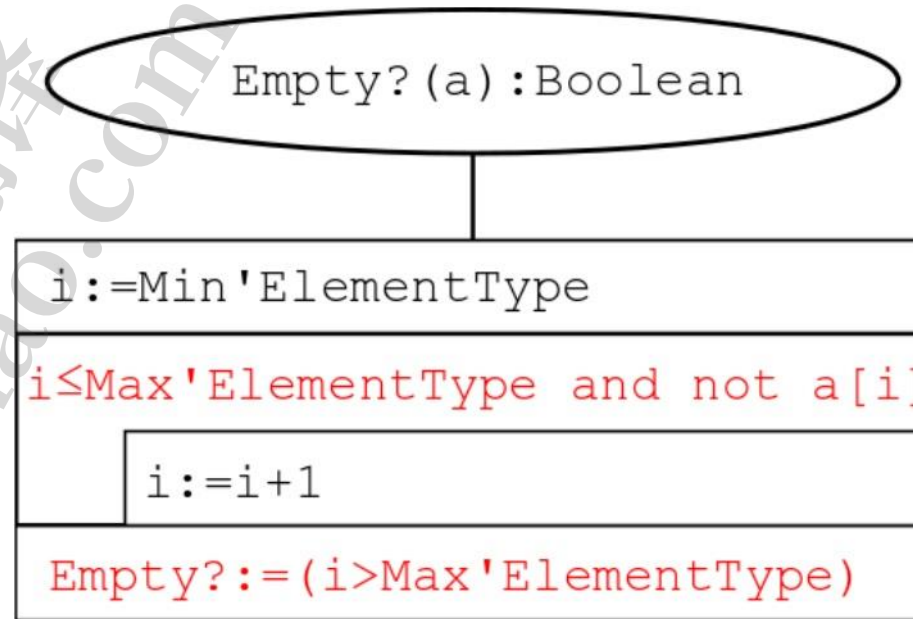 Empty?(a):Boolean
i:=Min'ElementType
i≤Max'ElementType and not a[i]
i:=i+1
Empty?:=(i>Max'ElementType)